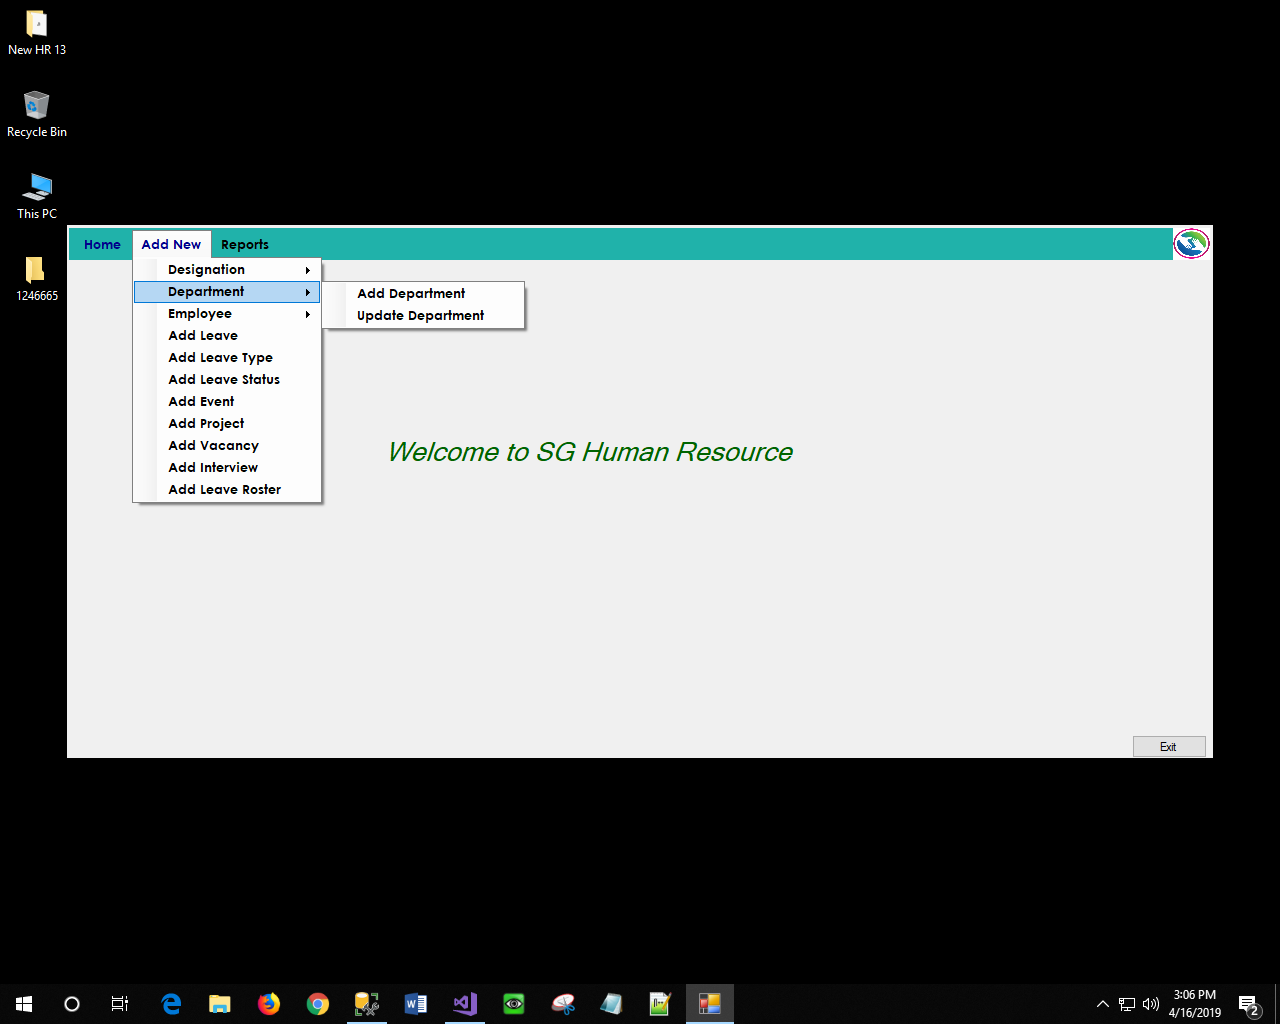 New HR 13
Recycle Bin
This PC
1246665
Home Add New Reports
Designation
Department
Employee
Add Leave
Add Leave Type
Add Leave Status
Add Event
Add Project
Add Vacancy
Add Interview
Add Leave Roster
Add Department
Update Department
Welcome to SG Human Resource
Exit
3:06 PM
4/16/2019
2